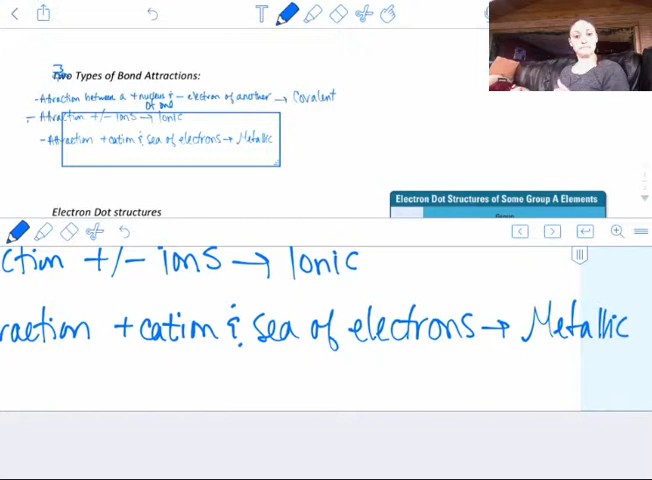 T
3
Two Types of Bond Attractions:
- Attraction between a + nucleus of one & - electron of another → Covalent
- Attraction +/- ions → Ionic
- Attraction + cation & sea of electrons → Metallic
Electron Dot structures
Electron Dot Structures of Some Group A Elements
Group
ction +/- ions → Ionic
raction + cation & sea of electrons → Metallic